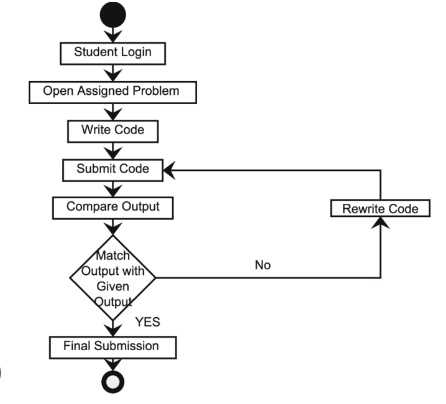 Student Login
Open Assigned Problem
Write Code
Submit Code
Compare Output
Rewrite Code
Match
Output with
Given
Output
No
YES
Final Submission